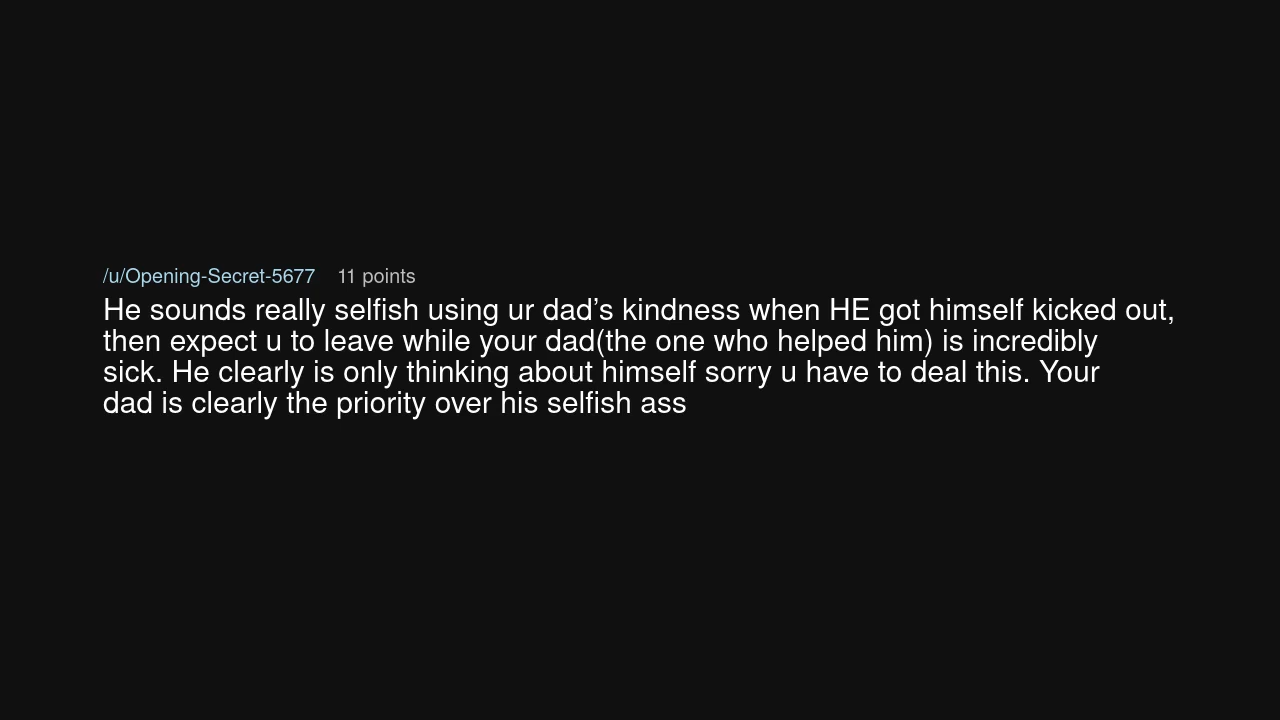 /u/Opening-Secret-5677 11 points
He sounds really selfish using ur dad’s kindness when HE got himself kicked out,
then expect u to leave while your dad(the one who helped him) is incredibly
sick. He clearly is only thinking about himself sorry u have to deal this. Your
dad is clearly the priority over his selfish ass